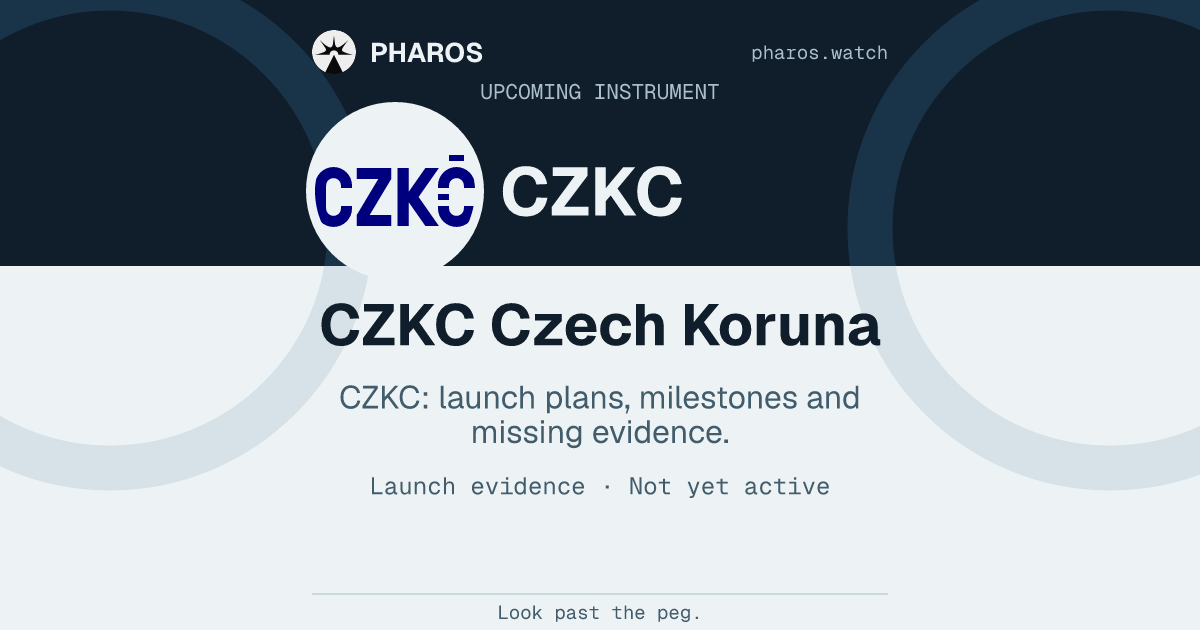 PHAROS
pharos.watch
UPCOMING INSTRUMENT
CZKC̄
CZKC
CZKC Czech Koruna
CZKC: launch plans, milestones and
missing evidence.
Launch evidence · Not yet active
Look past the peg.